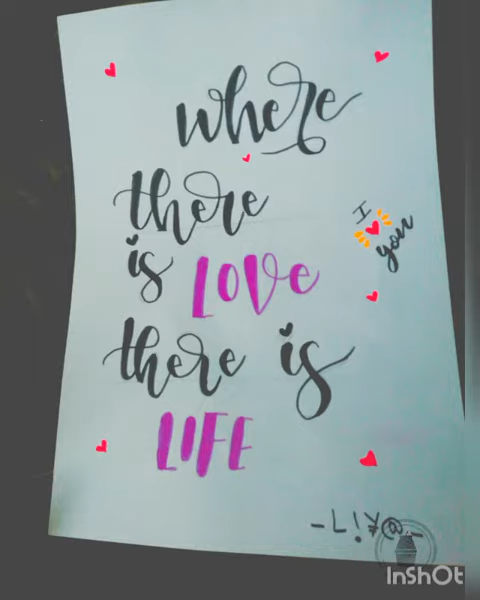 where
there
is LOVE
there is
LIFE
I
you
InShOt